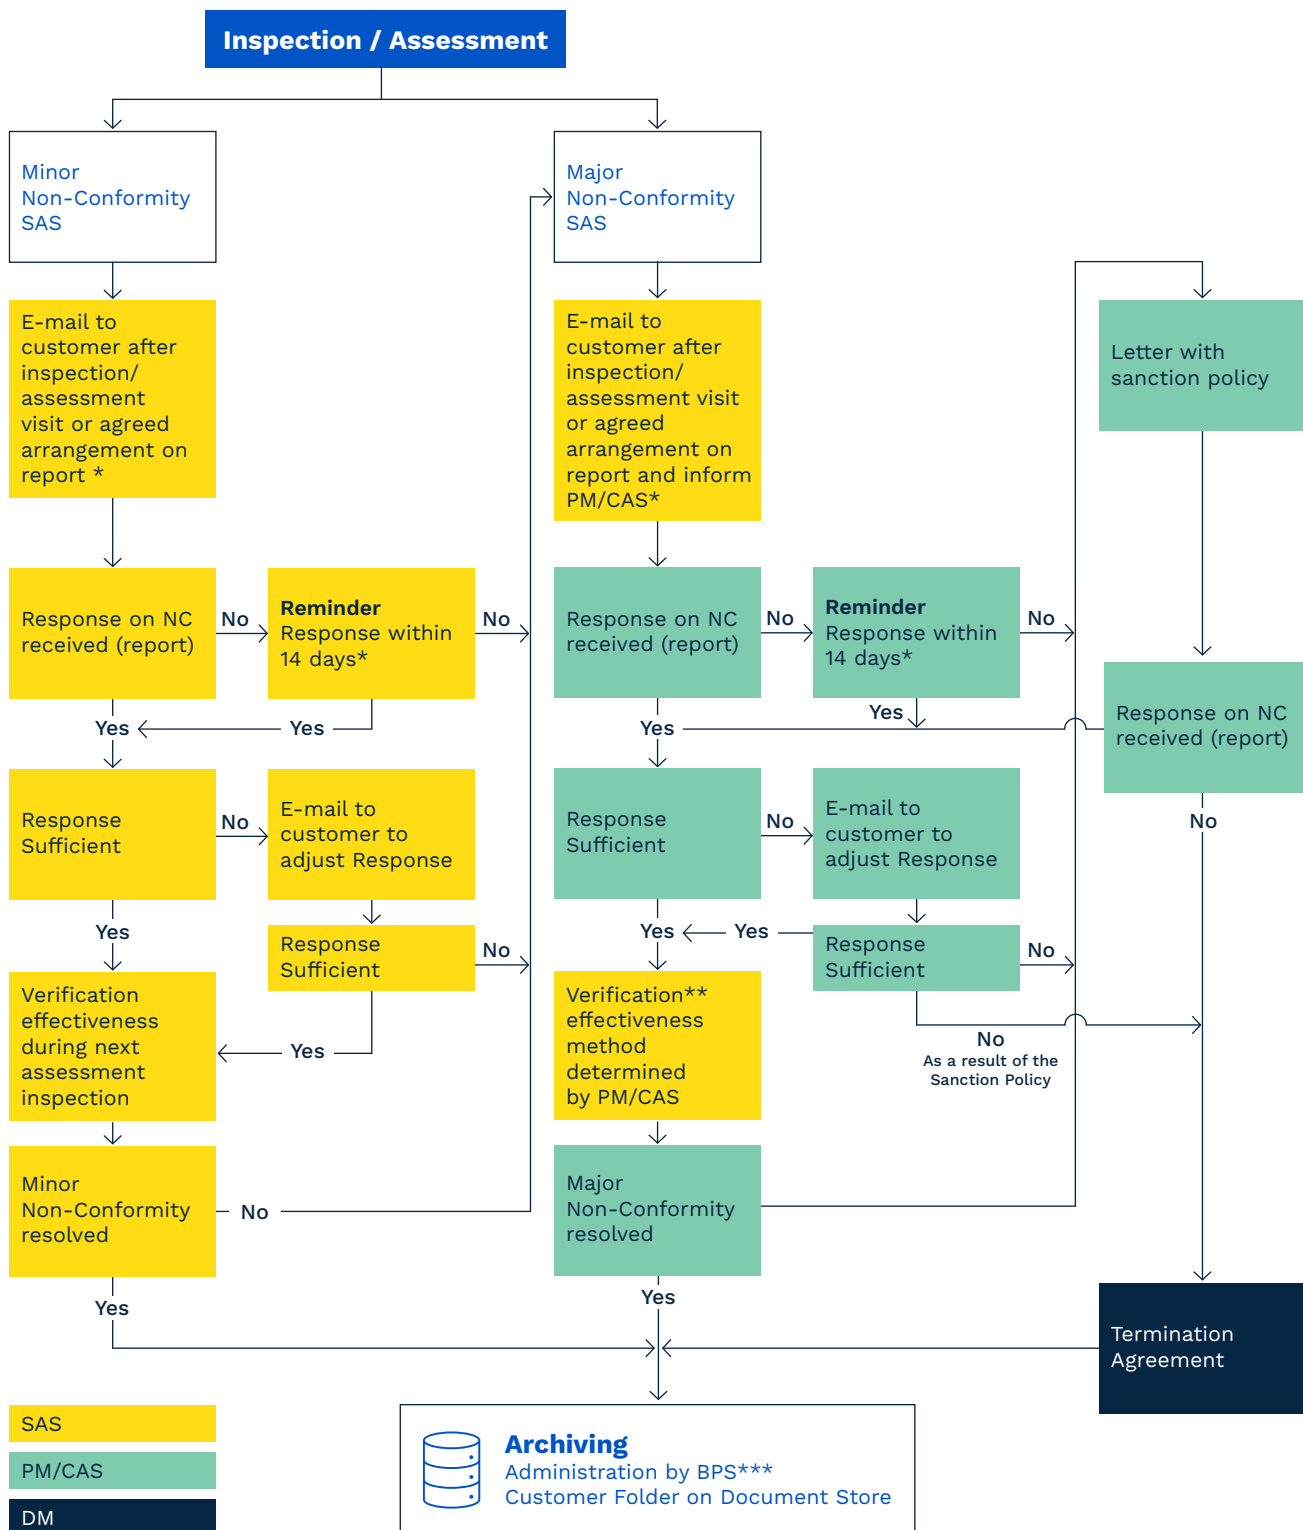 Inspection / Assessment
Minor
Non-Conformity
SAS
Major
Non-Conformity
SAS
E-mail to
customer after
inspection/
assessment
visit or agreed
arrangement on
report *
E-mail to
customer after
inspection/
assessment visit
or agreed
arrangement on
report and inform
PM/CAS*
Letter with
sanction policy
Response on NC
received (report)
No
Reminder
Response within
14 days*
No
Response on NC
received (report)
No
Reminder
Response within
14 days*
No
Response on NC
received (report)
Yes
Yes
Yes
Yes
Response
Sufficient
No
E-mail to
customer to
adjust Response
Response
Sufficient
No
E-mail to
customer to
adjust Response
No
Yes
Response
Sufficient
No
Yes
Yes
Response
Sufficient
No
Verification
effectiveness
during next
assessment
inspection
Yes
Verification**
effectiveness
method
determined
by PM/CAS
No
As a result of the
Sanction Policy
Minor
Non-Conformity
resolved
No
Major
Non-Conformity
resolved
Yes
Yes
Termination
Agreement
SAS
PM/CAS
DM
Archiving
Administration by BPS***
Customer Folder on Document Store